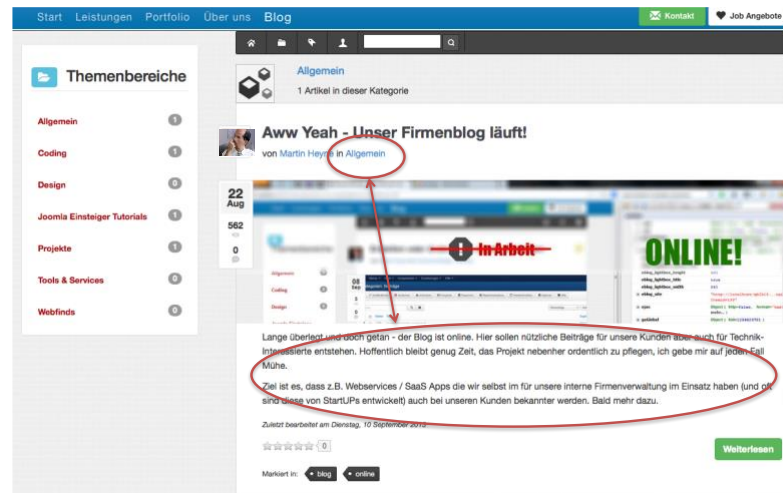 Start Leistungen Portfolio Über uns Blog
Kontakt
Job Angebote
Themenbereiche
Allgemein 1
Coding 1
Design 0
Joomla Einsteiger Tutorials 1
Projekte 1
Tools & Services 0
Webfinds 0
Allgemein
1 Artikel in dieser Kategorie
Aww Yeah - Unser Firmenblog läuft!
von Martin Heyne in Allgemein
22
Aug
562
0
In Arbeit
ONLINE!
Lange überlegt und doch getan - der Blog ist online. Hier sollen nützliche Beiträge für unsere Kunden aber auch für Technik-
Interessierte entstehen. Hoffentlich bleibt genug Zeit, das Projekt nebenher ordentlich zu pflegen, ich gebe mir auf jeden Fall
Mühe.
Ziel ist es, dass z.B. Webservices / SaaS Apps die wir selbst im für unsere interne Firmenverwaltung im Einsatz haben (und oft
sind diese von StartUPs entwickelt) auch bei unseren Kunden bekannter werden. Bald mehr dazu.
Zuletzt bearbeitet am Dienstag, 10 September 2013
0
Weiterlesen
Markiert in: blog online